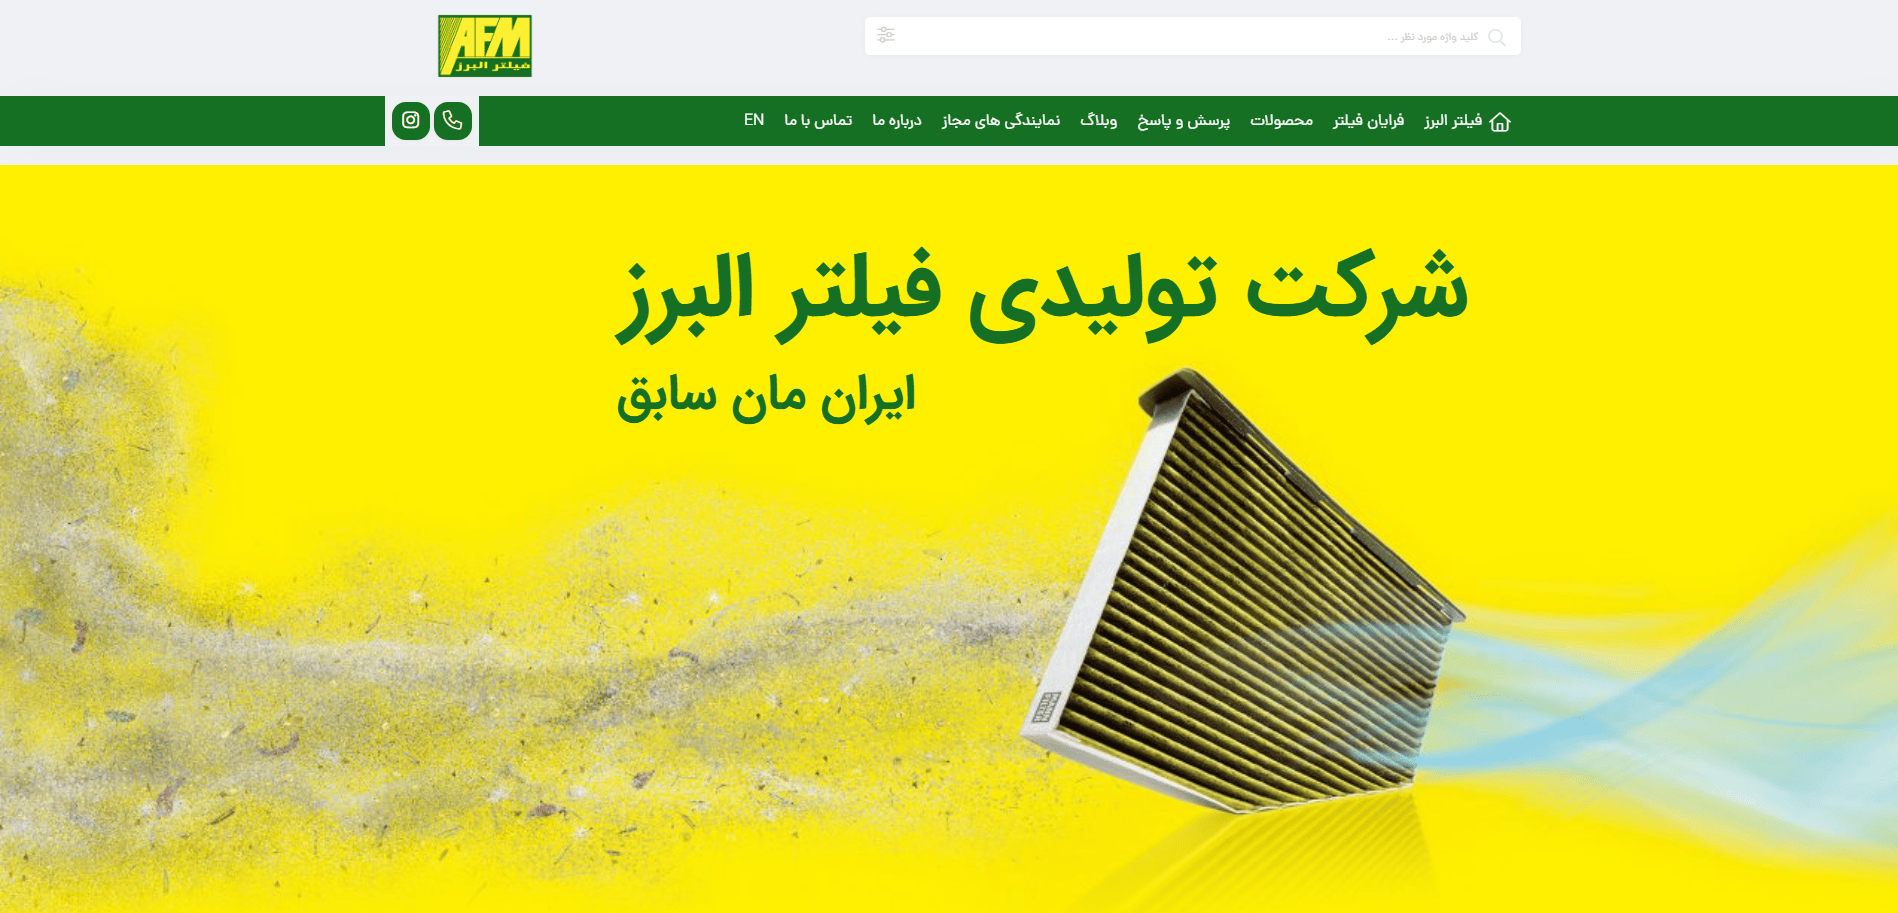 AFM
فیلتر البرز
کلید واژه مورد نظر ...
فیلتر البرز فرایان فیلتر محصولات پرسش و پاسخ وبلاگ نمایندگی های مجاز درباره ما تماس با ما EN
شرکت تولیدی فیلتر البرز
ایران مان سابق